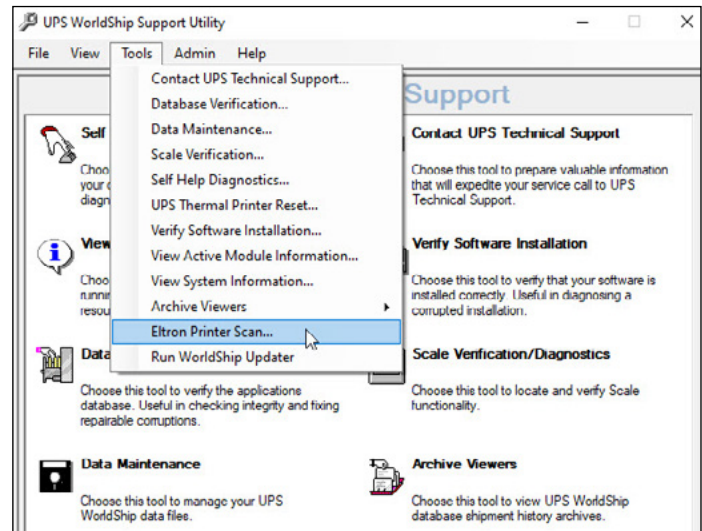 UPS WorldShip Support Utility
File View Tools Admin Help
Contact UPS Technical Support...
Database Verification...
Data Maintenance...
Scale Verification...
Self Help Diagnostics...
UPS Thermal Printer Reset...
Verify Software Installation...
View Active Module Information...
View System Information...
Archive Viewers
Eltron Printer Scan...
Run WorldShip Updater
Support
Self
Choo
your
diagn
View
Choo
runnin
resou
Data
Choose this tool to verify the applications
database. Useful in checking integrity and fixing
repairable corruptions.
Data Maintenance
Choose this tool to manage your UPS
WorldShip data files.
Contact UPS Technical Support
Choose this tool to prepare valuable information
that will expedite your service call to UPS
Technical Support.
Verify Software Installation
Choose this tool to verify that your software is
installed correctly. Useful in diagnosing a
corrupted installation.
Scale Verification/Diagnostics
Choose this tool to locate and verify Scale
functionality.
Archive Viewers
Choose this tool to view UPS WorldShip
database shipment history archives.